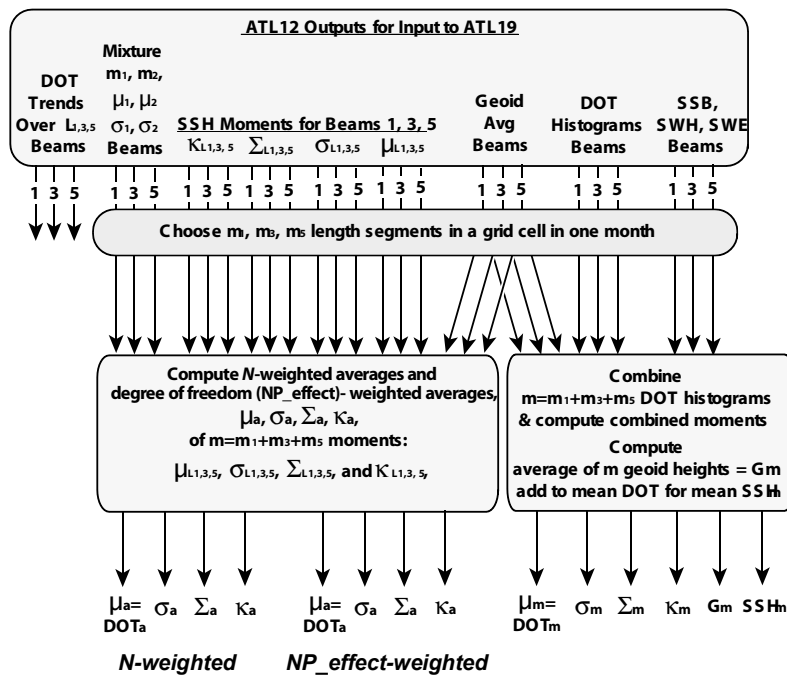 ATL12 Outputs for Input to ATL19
DOT
Trends
Over L1,3,5
Beams
Mixture
m1, m2,
μ1, μ2
σ1, σ2
Beams
SSH Moments for Beams 1, 3, 5
κL1,3, 5 ΣL1,3,5 σL1,3,5 μL1,3,5
Geoid
Avg
Beams
DOT
Histograms
Beams
SSB,
SWH, SWE
Beams
1 3 5 1 3 5 1 3 5 1 3 5 1 3 5 1 3 5 1 3 5 1 3 5 1 3 5
Choose m1, m3, m5 length segments in a grid cell in one month
Compute N-weighted averages and
degree of freedom (NP_effect)- weighted averages,
μa, σa, Σa, κa,
of m=m1+m3+m5 moments:
μL1,3,5, σL1,3,5, ΣL1,3,5, and κL1,3, 5,
Combine
m=m1+m3+m5 DOT histograms
& compute combined moments
Compute
average of m geoid heights = Gm
add to mean DOT for mean SSHm
μa=
DOTa
σa Σa κa
μa=
DOTa
σa Σa κa
μm=
DOTm
σm Σm κm Gm SSHm
N-weighted
NP_effect-weighted